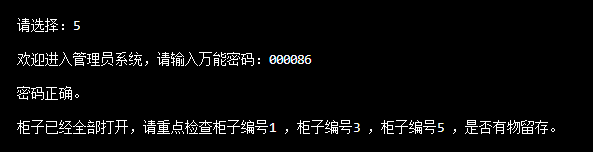 请选择：5
欢迎进入管理员系统，请输入万能密码：000086
密码正确。
柜子已经全部打开，请重点检查柜子编号1 ，柜子编号3 ，柜子编号5 ，是否有物留存。